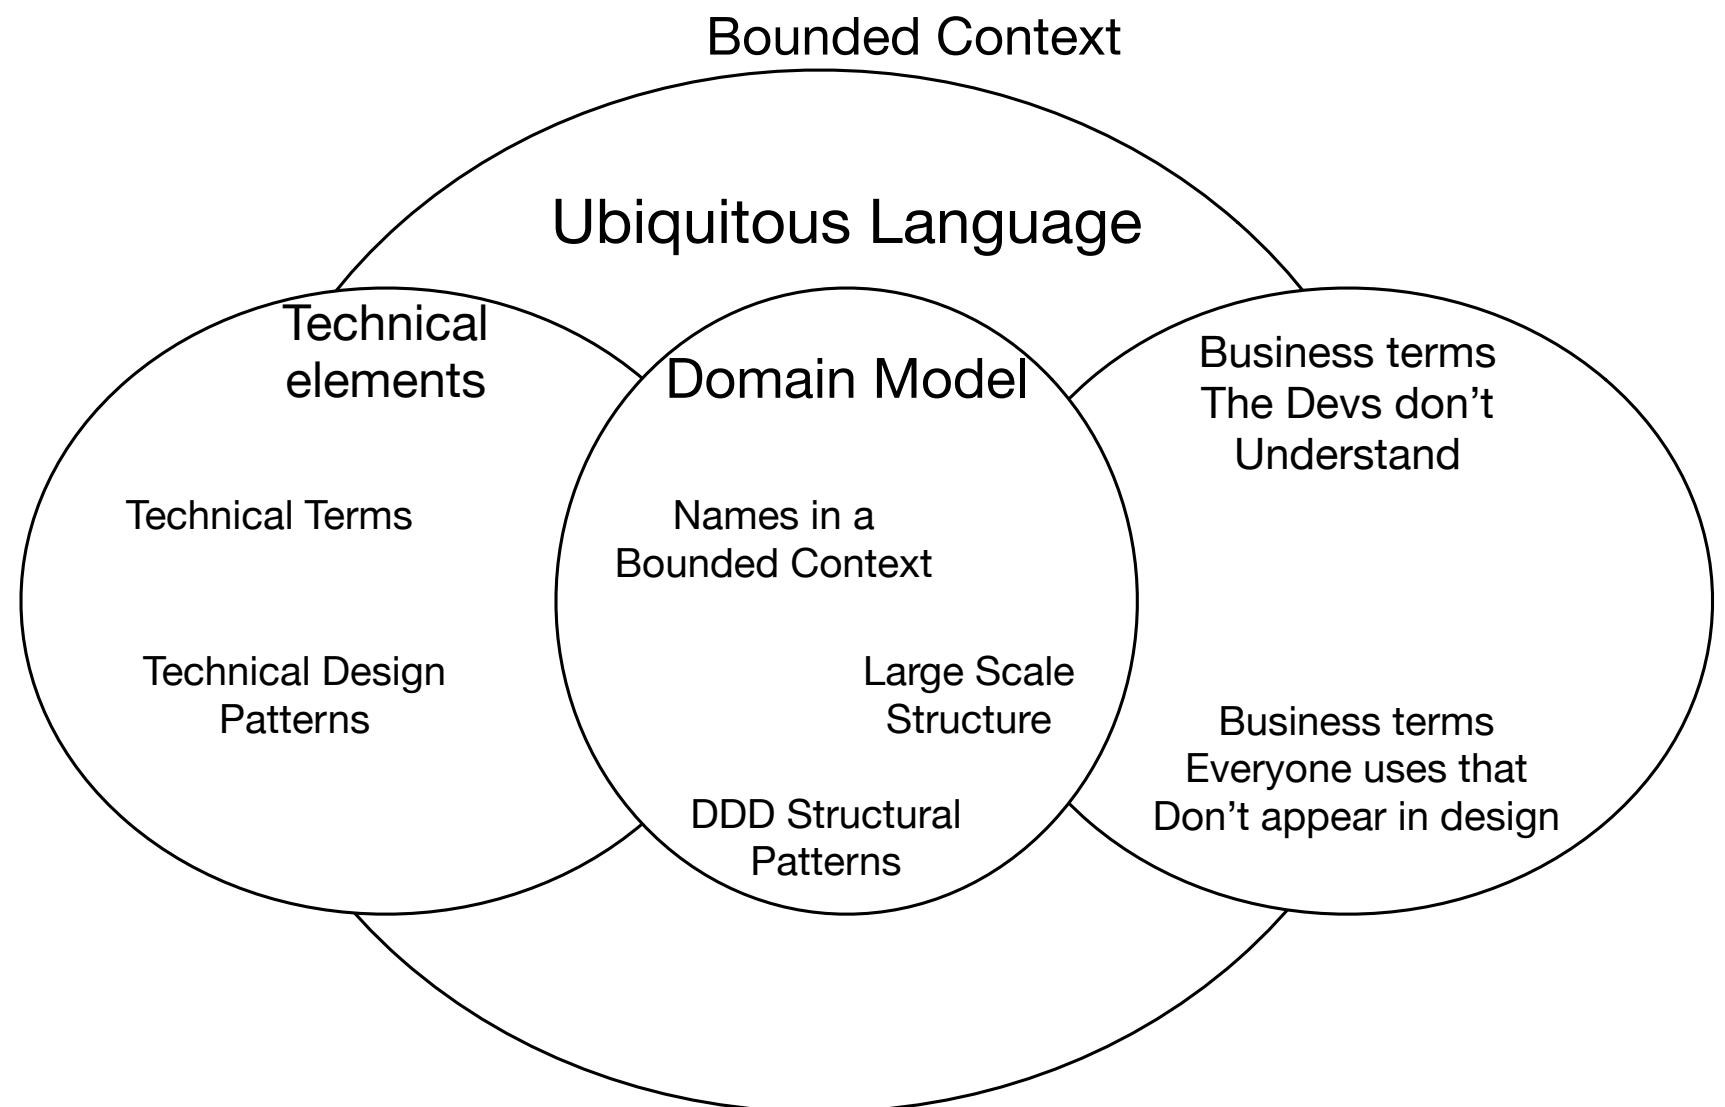 Bounded Context
Ubiquitous Language
Technical
elements
Technical Terms
Technical Design
Patterns
Domain Model
Names in a
Bounded Context
Large Scale
Structure
DDD Structural
Patterns
Business terms
The Devs don’t
Understand
Business terms
Everyone uses that
Don’t appear in design